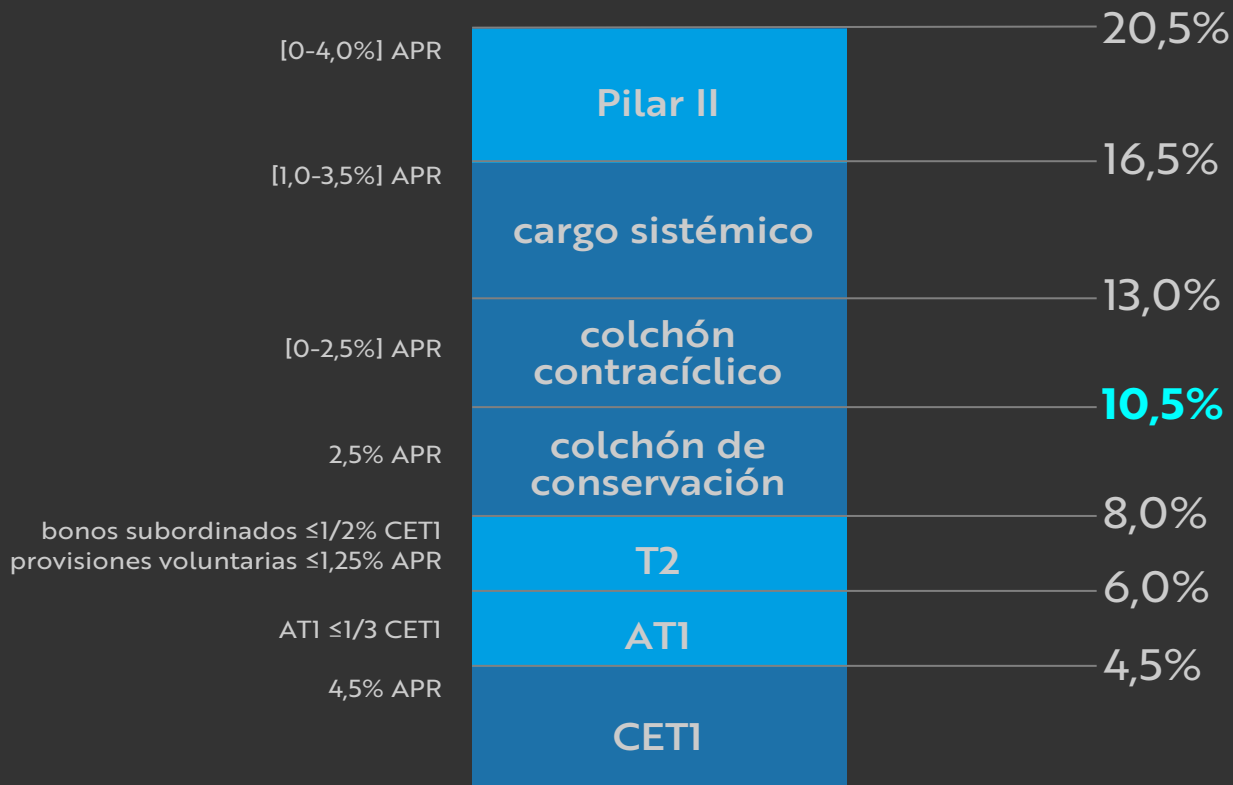 20,5%
[0-4,0%] APR
Pilar II
16,5%
[1,0-3,5%] APR
cargo sistémico
13,0%
[0-2,5%] APR
colchón
contracíclico
10,5%
2,5% APR
colchón de
conservación
8,0%
bonos subordinados ≤1/2% CET1
provisiones voluntarias ≤1,25% APR
T2
6,0%
AT1 ≤1/3 CET1
AT1
4,5%
4,5% APR
CET1